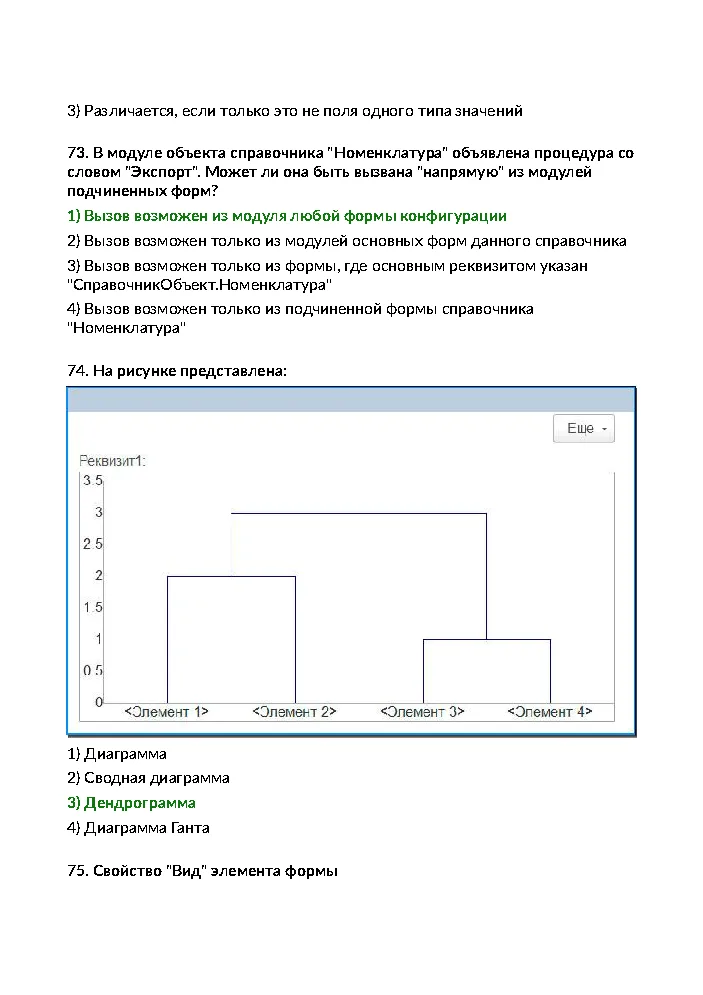 3) Различается, если только это не поля одного типа значений
73. В модуле объекта справочника "Номенклатура" объявлена процедура со
словом "Экспорт". Может ли она быть вызвана "напрямую" из модулей
подчиненных форм?
1) Вызов возможен из модуля любой формы конфигурации
2) Вызов возможен только из модулей основных форм данного справочника
3) Вызов возможен только из формы, где основным реквизитом указан
"СправочникОбъект.Номенклатура"
4) Вызов возможен только из подчиненной формы справочника
"Номенклатура"
74. На рисунке представлена:
Еще
Реквизит1:
3.5
3
2.5
2
1.5
1
0.5
0
<Элемент 1> <Элемент 2> <Элемент 3> <Элемент 4>
1) Диаграмма
2) Сводная диаграмма
3) Дендрограмма
4) Диаграмма Ганта
75. Свойство "Вид" элемента формы